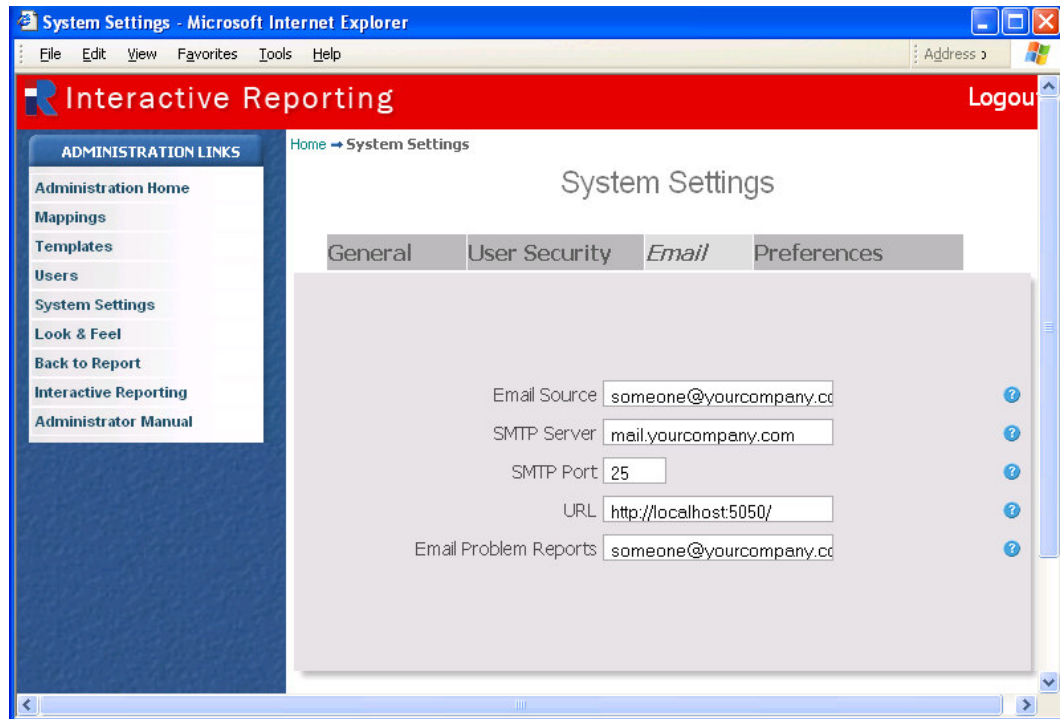 System Settings - Microsoft Internet Explorer
File Edit View Favorites Tools Help Address
Interactive Reporting Logou
ADMINISTRATION LINKS
Administration Home
Mappings
Templates
Users
System Settings
Look & Feel
Back to Report
Interactive Reporting
Administrator Manual
Home → System Settings
System Settings
General User Security Email Preferences
Email Source someone@yourcompany.co
SMTP Server mail.yourcompany.com
SMTP Port 25
URL http://localhost:5050/
Email Problem Reports someone@yourcompany.co